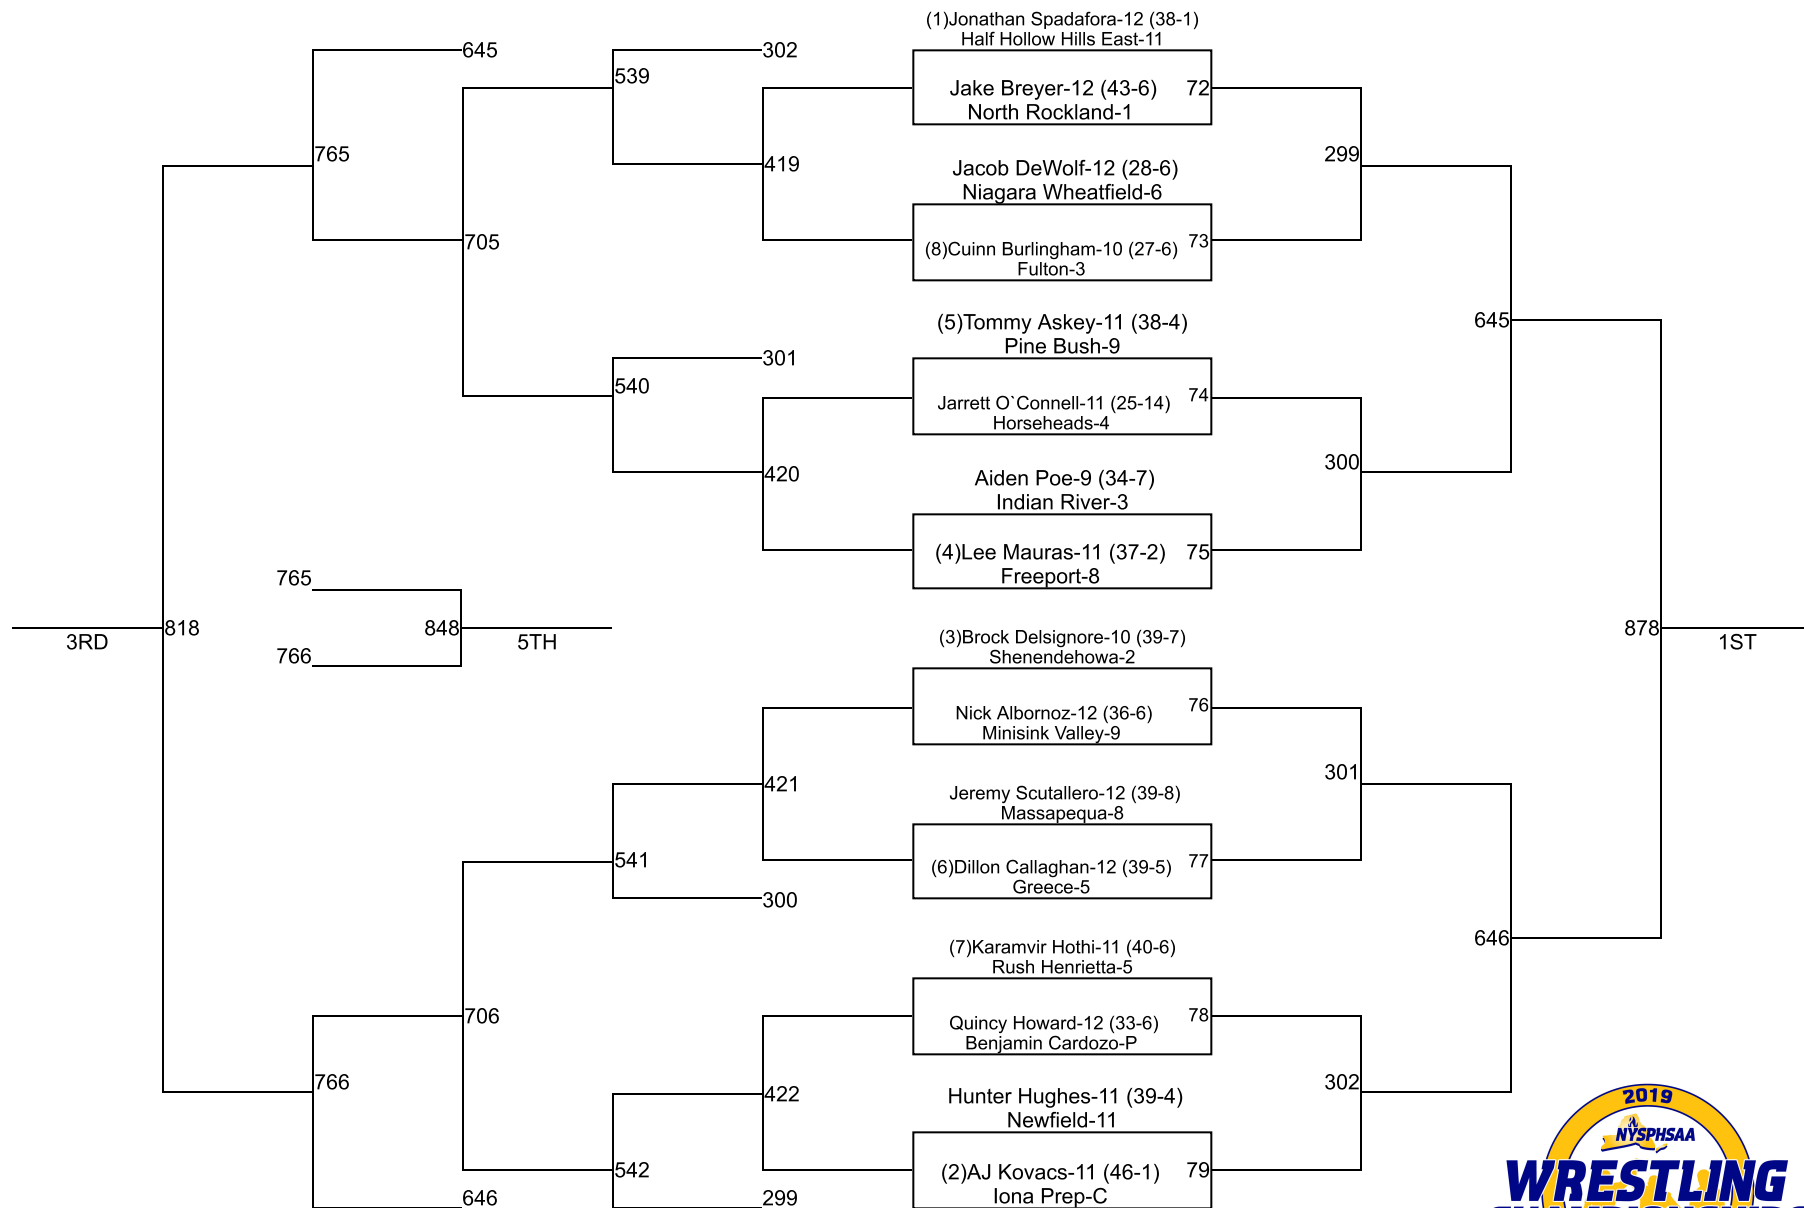 (1)Jonathan Spadafora-12 (38-1)
Half Hollow Hills East-11
645
302
539
Jake Breyer-12 (43-6)
72
North Rockland-1
765
419
299
Jacob DeWolf-12 (28-6)
Niagara Wheatfield-6
705
(8)Cuinn Burlingham-10 (27-6)
73
Fulton-3
(5)Tommy Askey-11 (38-4)
645
Pine Bush-9
301
540
Jarrett O`Connell-11 (25-14)
74
Horseheads-4
420
300
Aiden Poe-9 (34-7)
Indian River-3
(4)Lee Mauras-11 (37-2)
75
Freeport-8
765
818
848
878
3RD
5TH
1ST
766
(3)Brock Delsignore-10 (39-7)
Shenendehowa-2
Nick Albornoz-12 (36-6)
76
Minisink Valley-9
421
301
Jeremy Scutallero-12 (39-8)
Massapequa-8
541
(6)Dillon Callaghan-12 (39-5)
77
Greece-5
300
646
(7)Karamvir Hothi-11 (40-6)
Rush Henrietta-5
706
Quincy Howard-12 (33-6)
78
Benjamin Cardozo-P
766
422
302
Hunter Hughes-11 (39-4)
Newfield-11
542
(2)AJ Kovacs-11 (46-1)
79
Iona Prep-C
646
299
2019
NYSPHSAA
WRESTLING